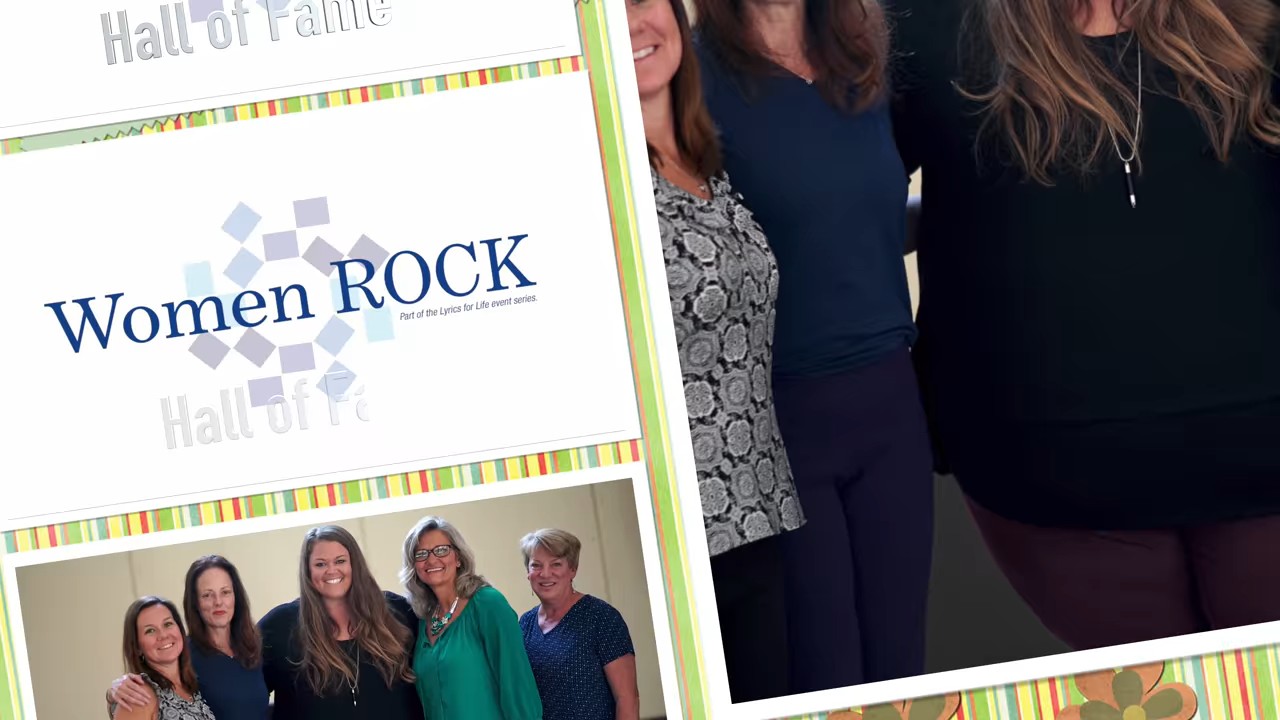 Hall of Fame
Women ROCK
Part of the Lyrics for Life event series.
Hall of Fa